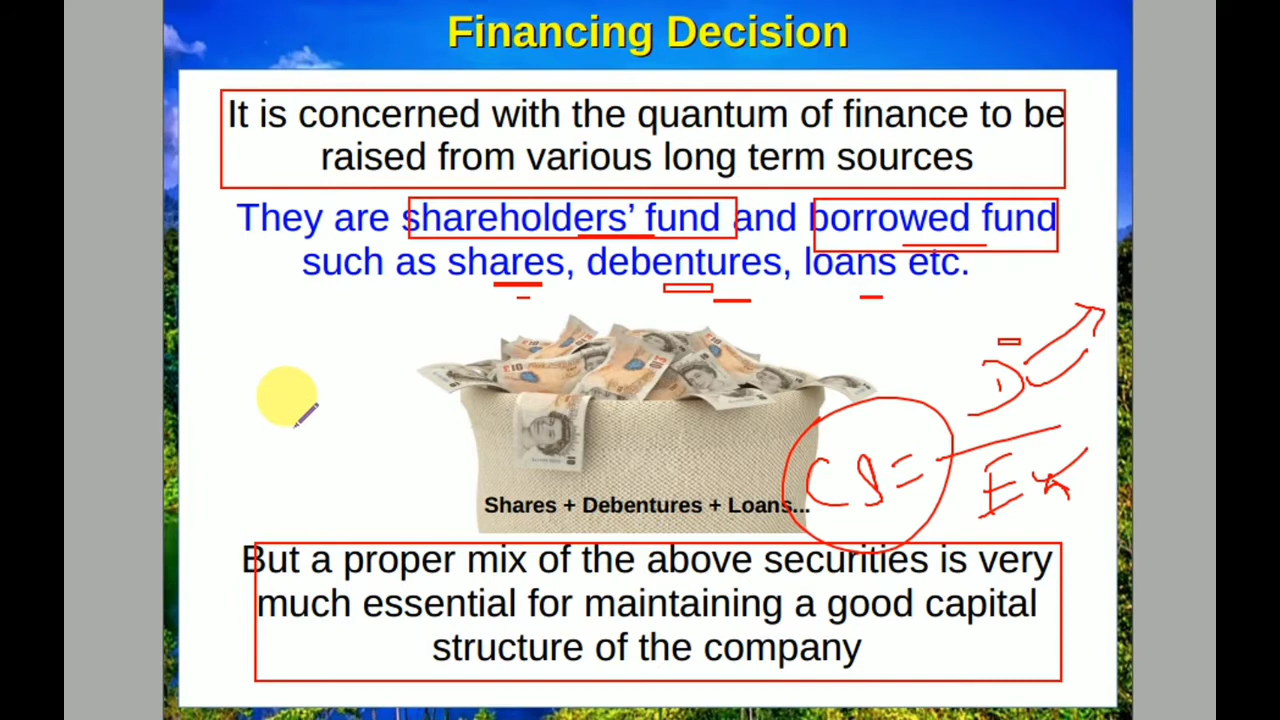 Financing Decision
It is concerned with the quantum of finance to be
raised from various long term sources
They are shareholders’ fund and borrowed fund
such as shares, debentures, loans etc.
D
CS=
E
Shares + Debentures + Loans...
But a proper mix of the above securities is very
much essential for maintaining a good capital
structure of the company